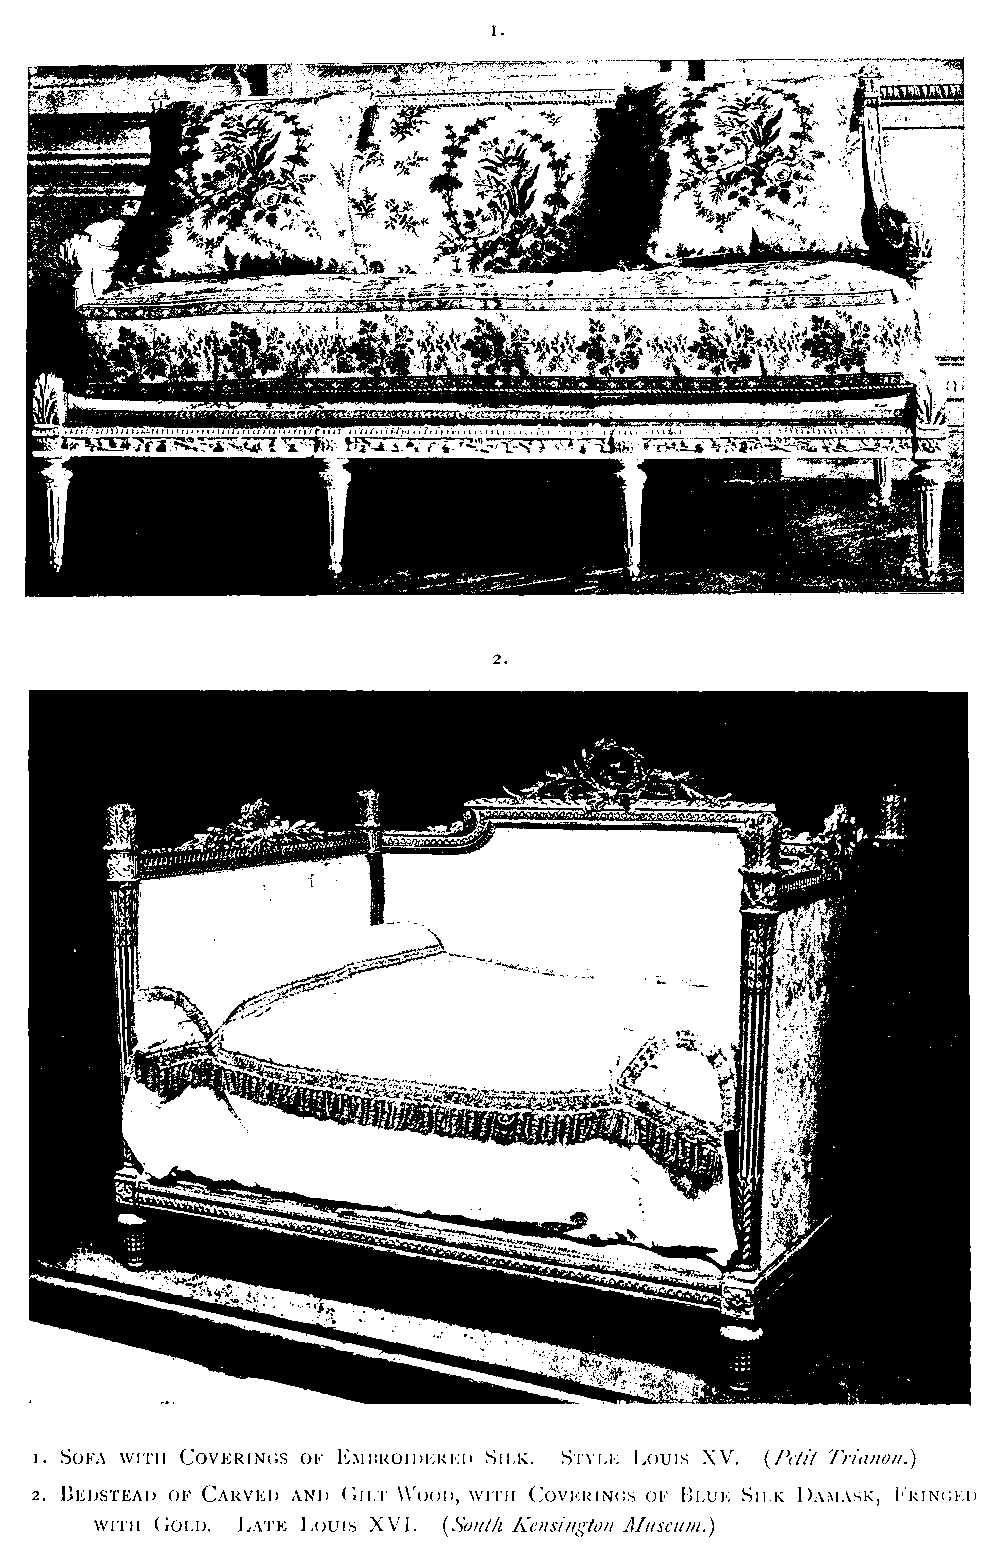 1.
2.
1. Sofa with Coverings of Embroidered Silk. Style Louis XV. (Petit Trianon.)
2. Bedstead of Carved and Gilt Wood, with Coverings of Blue Silk Damask, Fringed
with Gold. Late Louis XVI. (South Kensington Museum.)